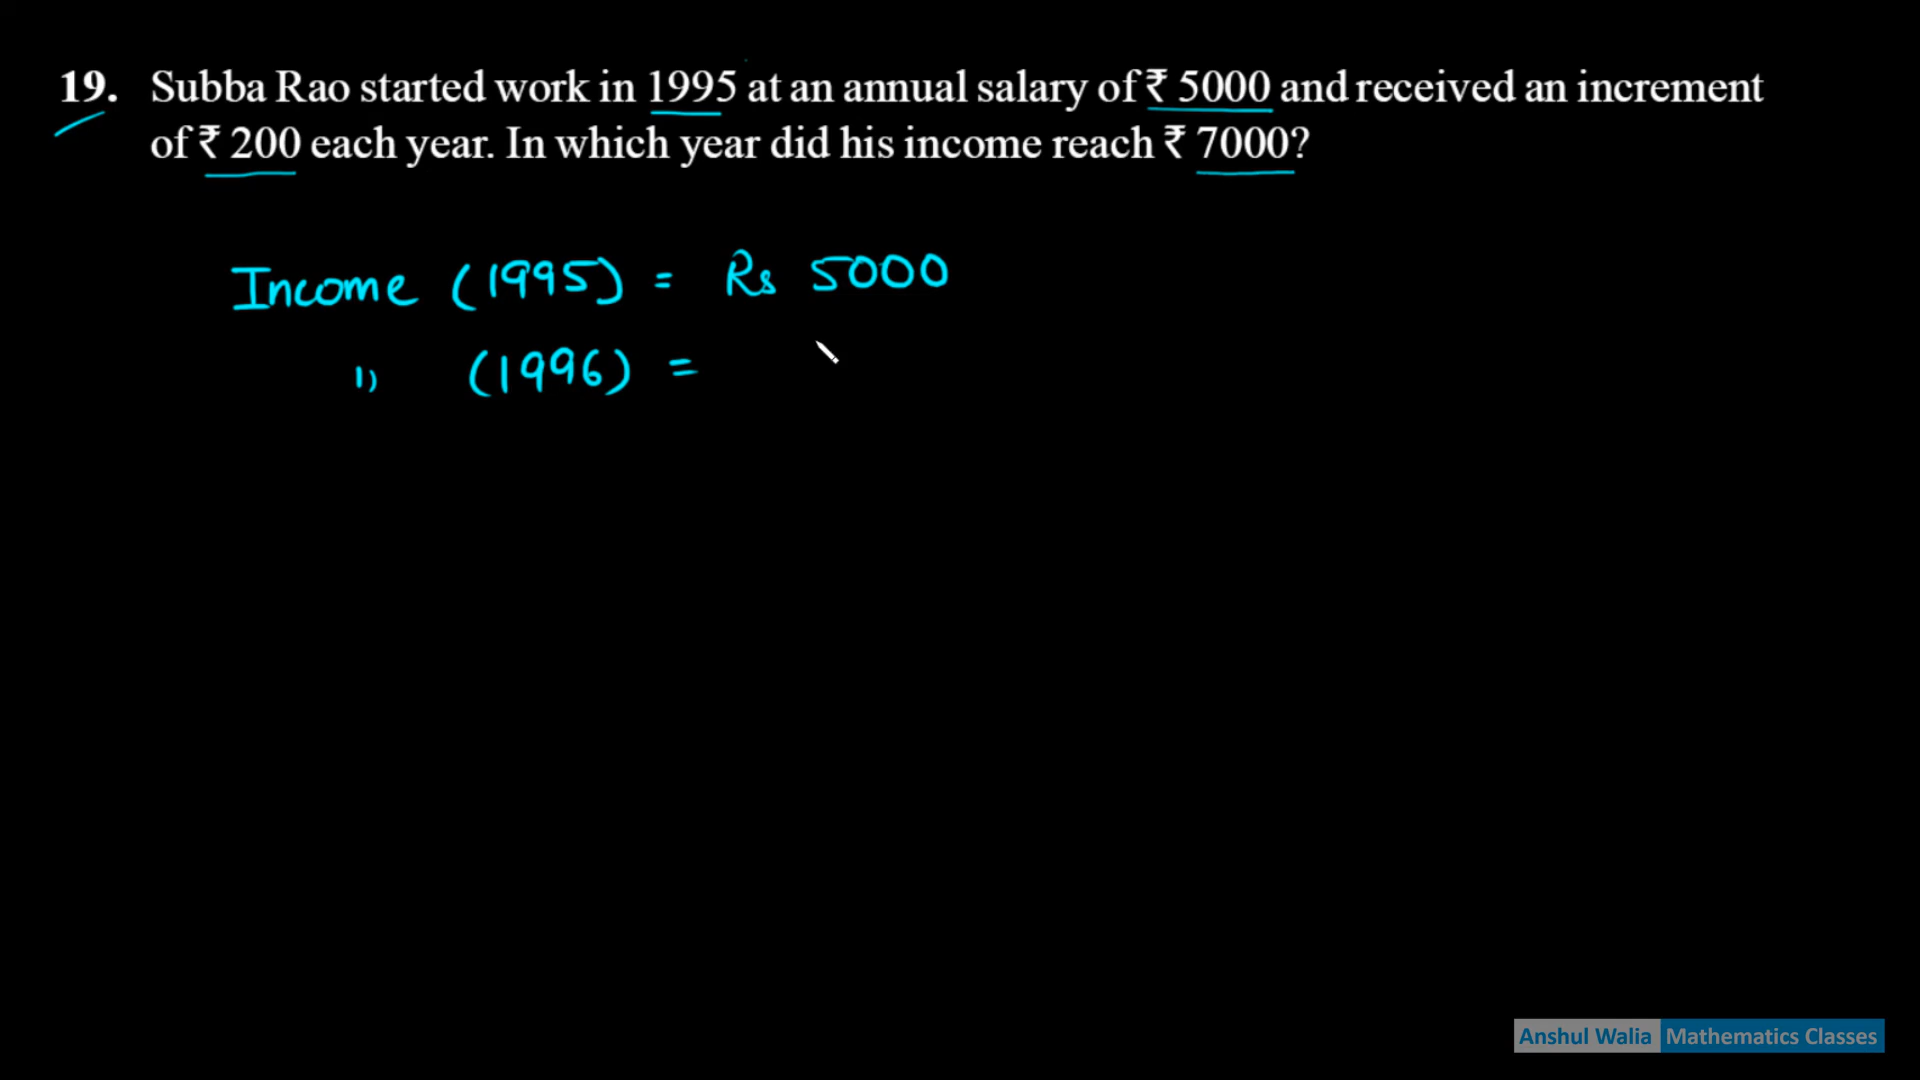 19. Subba Rao started work in 1995 at an annual salary of ₹ 5000 and received an increment
of ₹ 200 each year. In which year did his income reach ₹ 7000?
Income (1995) = Rs 5000
" (1996) =
Anshul Walia Mathematics Classes